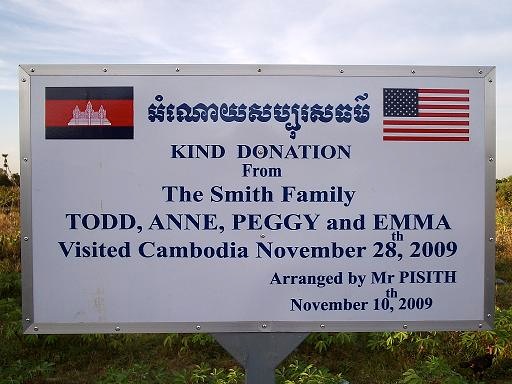 អំណោយសប្បុរសធម៌
KIND DONATION
From
The Smith Family
TODD, ANNE, PEGGY and EMMA
Visited Cambodia November 28th, 2009
Arranged by Mr PISITH
November 10th, 2009